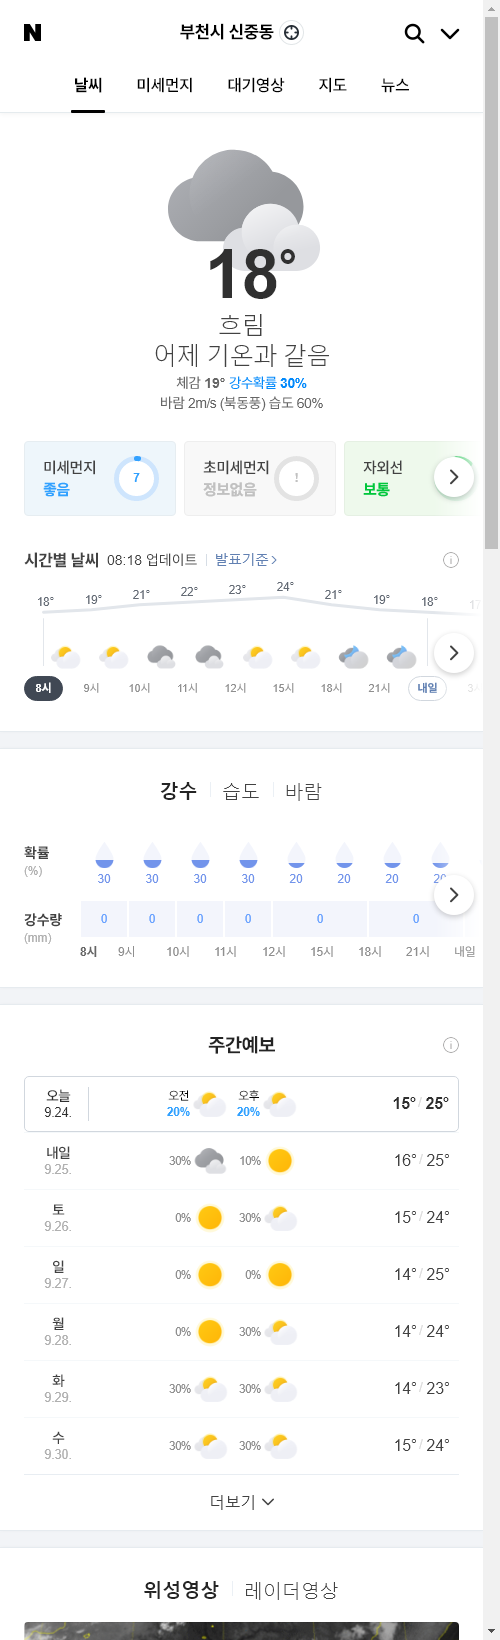 N 부천시 신중동
날씨 미세먼지 대기영상 지도 뉴스
18°
흐림
어제 기온과 같음
체감 19° 강수확률 30%
바람 2m/s (북동풍) 습도 60%
미세먼지 좋음 7
초미세먼지 정보없음 !
자외선 보통
시간별 날씨 08:18 업데이트 발표기준
18° 19° 21° 22° 23° 24° 21° 19° 18° 17
8시 9시 10시 11시 12시 15시 18시 21시 내일
강수 습도 바람
확률 (%)
30 30 30 30 20 20 20 20
강수량 (mm)
0 0 0 0 0 0
8시 9시 10시 11시 12시 15시 18시 21시 내일
주간예보
오늘 9.24. 오전 20% 오후 20% 15° / 25°
내일 9.25. 30% 10% 16° / 25°
토 9.26. 0% 30% 15° / 24°
일 9.27. 0% 0% 14° / 25°
월 9.28. 0% 30% 14° / 24°
화 9.29. 30% 30% 14° / 23°
수 9.30. 30% 30% 15° / 24°
더보기
위성영상 레이더영상